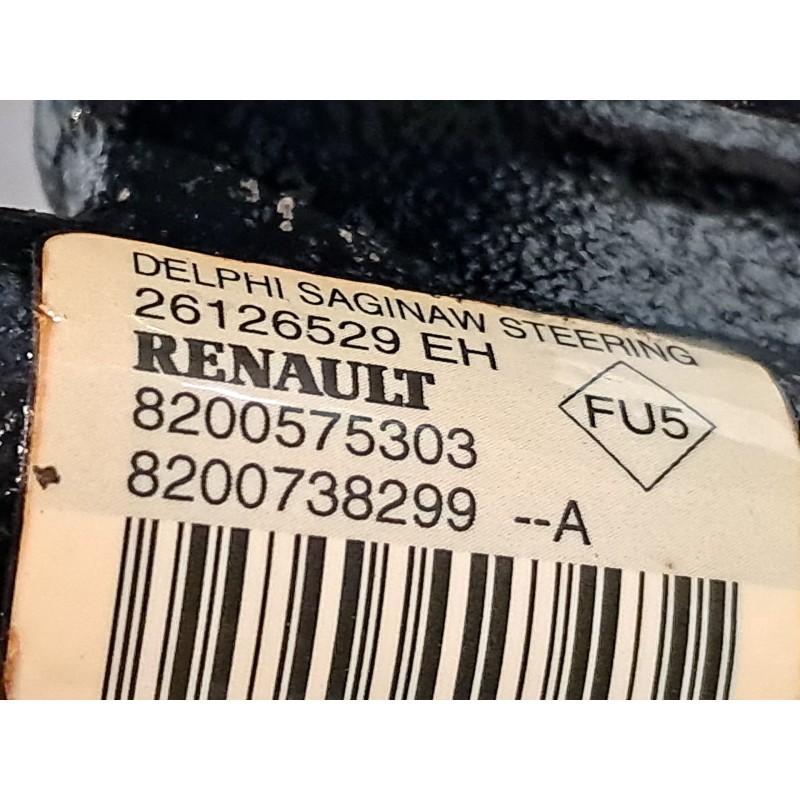 DELPHI SAGINAW STEERING
26126529 EH
RENAULT
8200575303
FU5
8200738299 --A